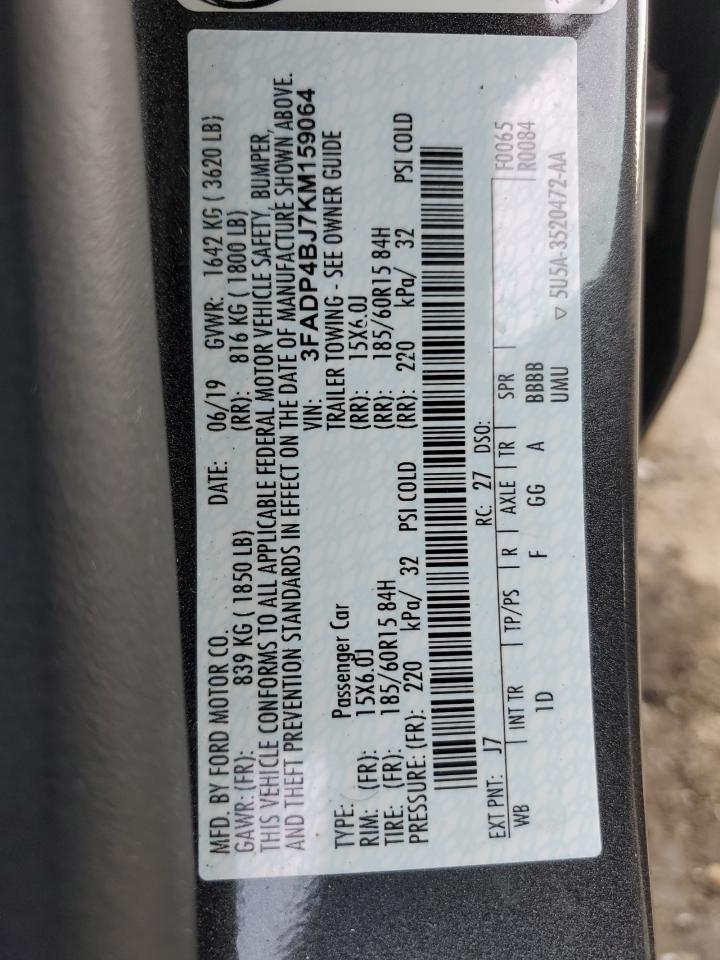 MFD. BY FORD MOTOR CO. DATE: 06/19 GVWR: 1642 KG ( 3620 LB)
GAWR: (FR): 839 KG ( 1850 LB) (RR): 816 KG ( 1800 LB)
THIS VEHICLE CONFORMS TO ALL APPLICABLE FEDERAL MOTOR VEHICLE SAFETY, BUMPER,
AND THEFT PREVENTION STANDARDS IN EFFECT ON THE DATE OF MANUFACTURE SHOWN ABOVE.
VIN: 3FADP4BJ7KM159064
TYPE: Passenger Car TRAILER TOWING - SEE OWNER GUIDE
RIM: (FR): 15X6.0J (RR): 15X6.0J
TIRE: (FR): 185/60R15 84H (RR): 185/60R15 84H
PRESSURE: (FR): 220 kPa/ 32 PSI COLD (RR): 220 kPa/ 32 PSI COLD
EXT PNT: J7 RC: 27 DSO: F0065
WB INT TR TP/PS R AXLE TR SPR R0084
1D F GG A BBBB
UMU ▽ 5U5A-3520472-AA